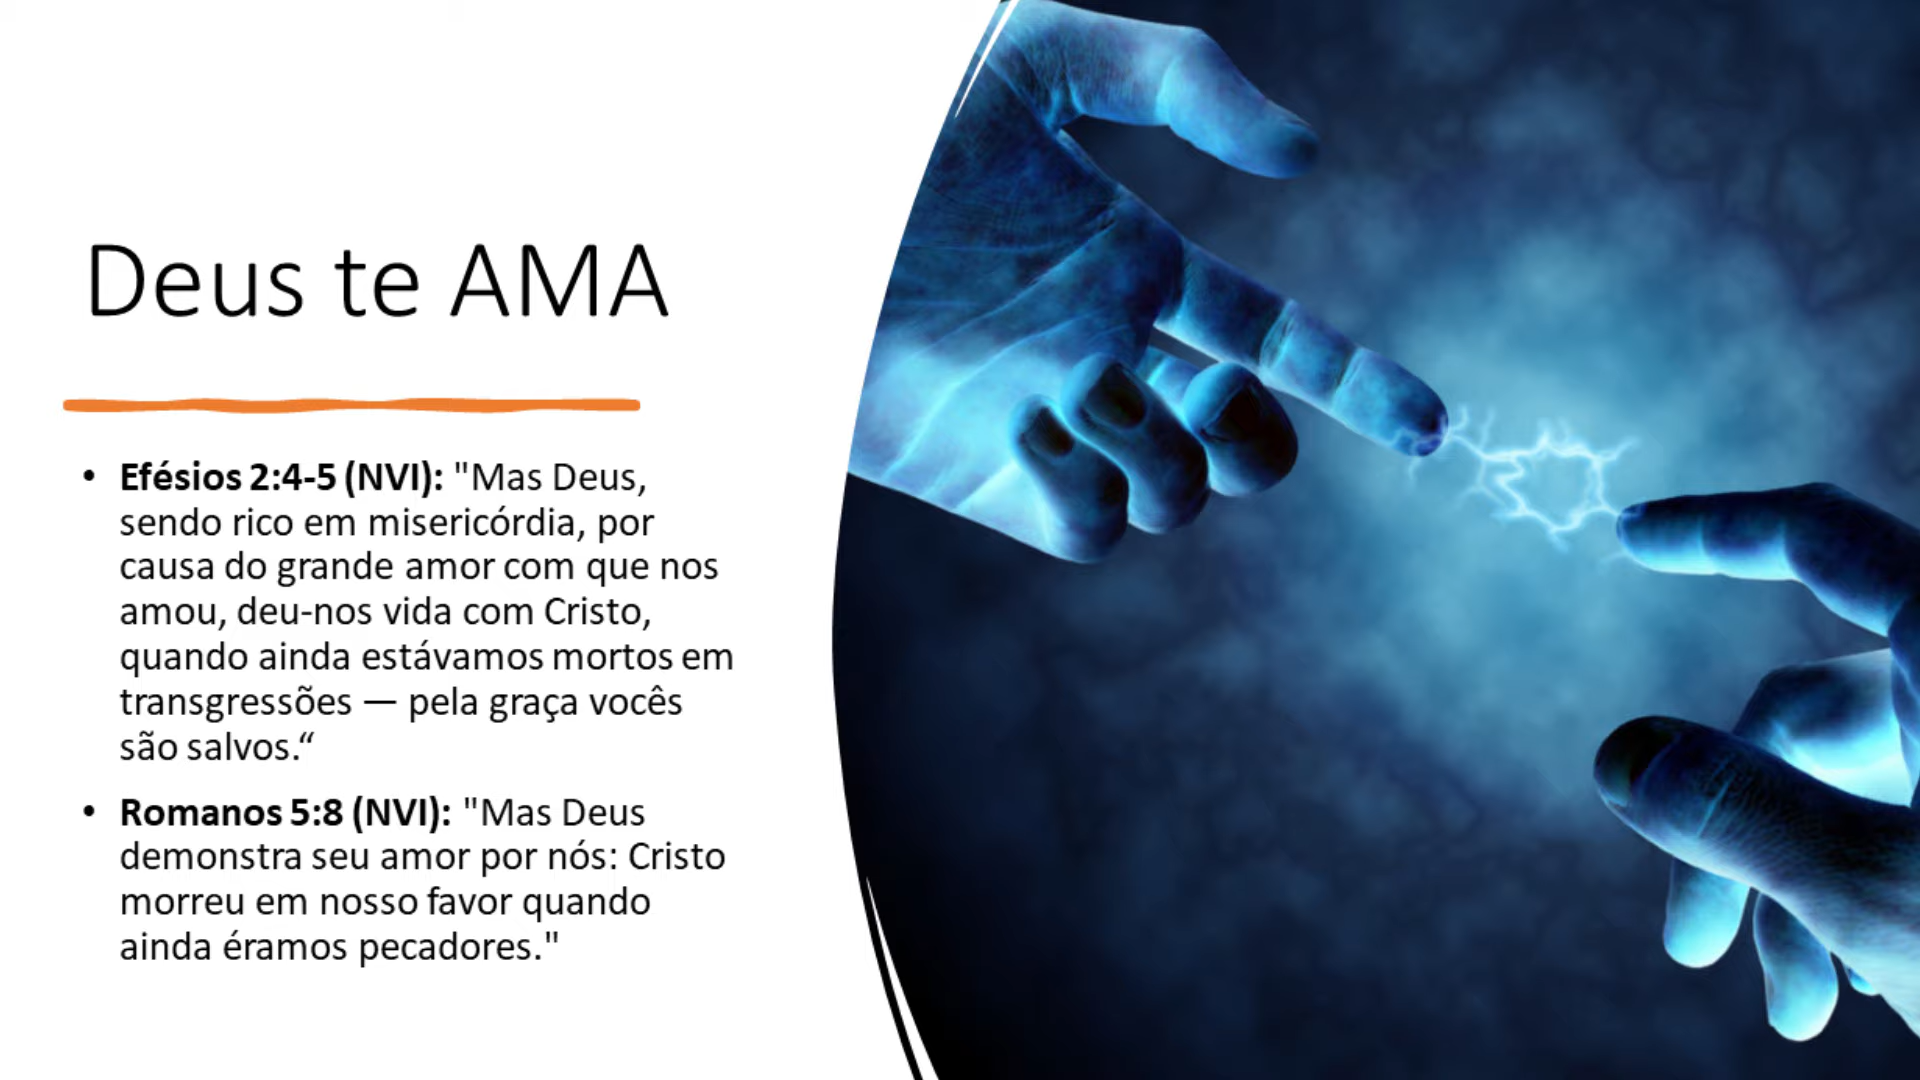 Deus te AMA
• Efésios 2:4-5 (NVI): "Mas Deus,
sendo rico em misericórdia, por
causa do grande amor com que nos
amou, deu-nos vida com Cristo,
quando ainda estávamos mortos em
transgressões — pela graça vocês
são salvos.“
• Romanos 5:8 (NVI): "Mas Deus
demonstra seu amor por nós: Cristo
morreu em nosso favor quando
ainda éramos pecadores."